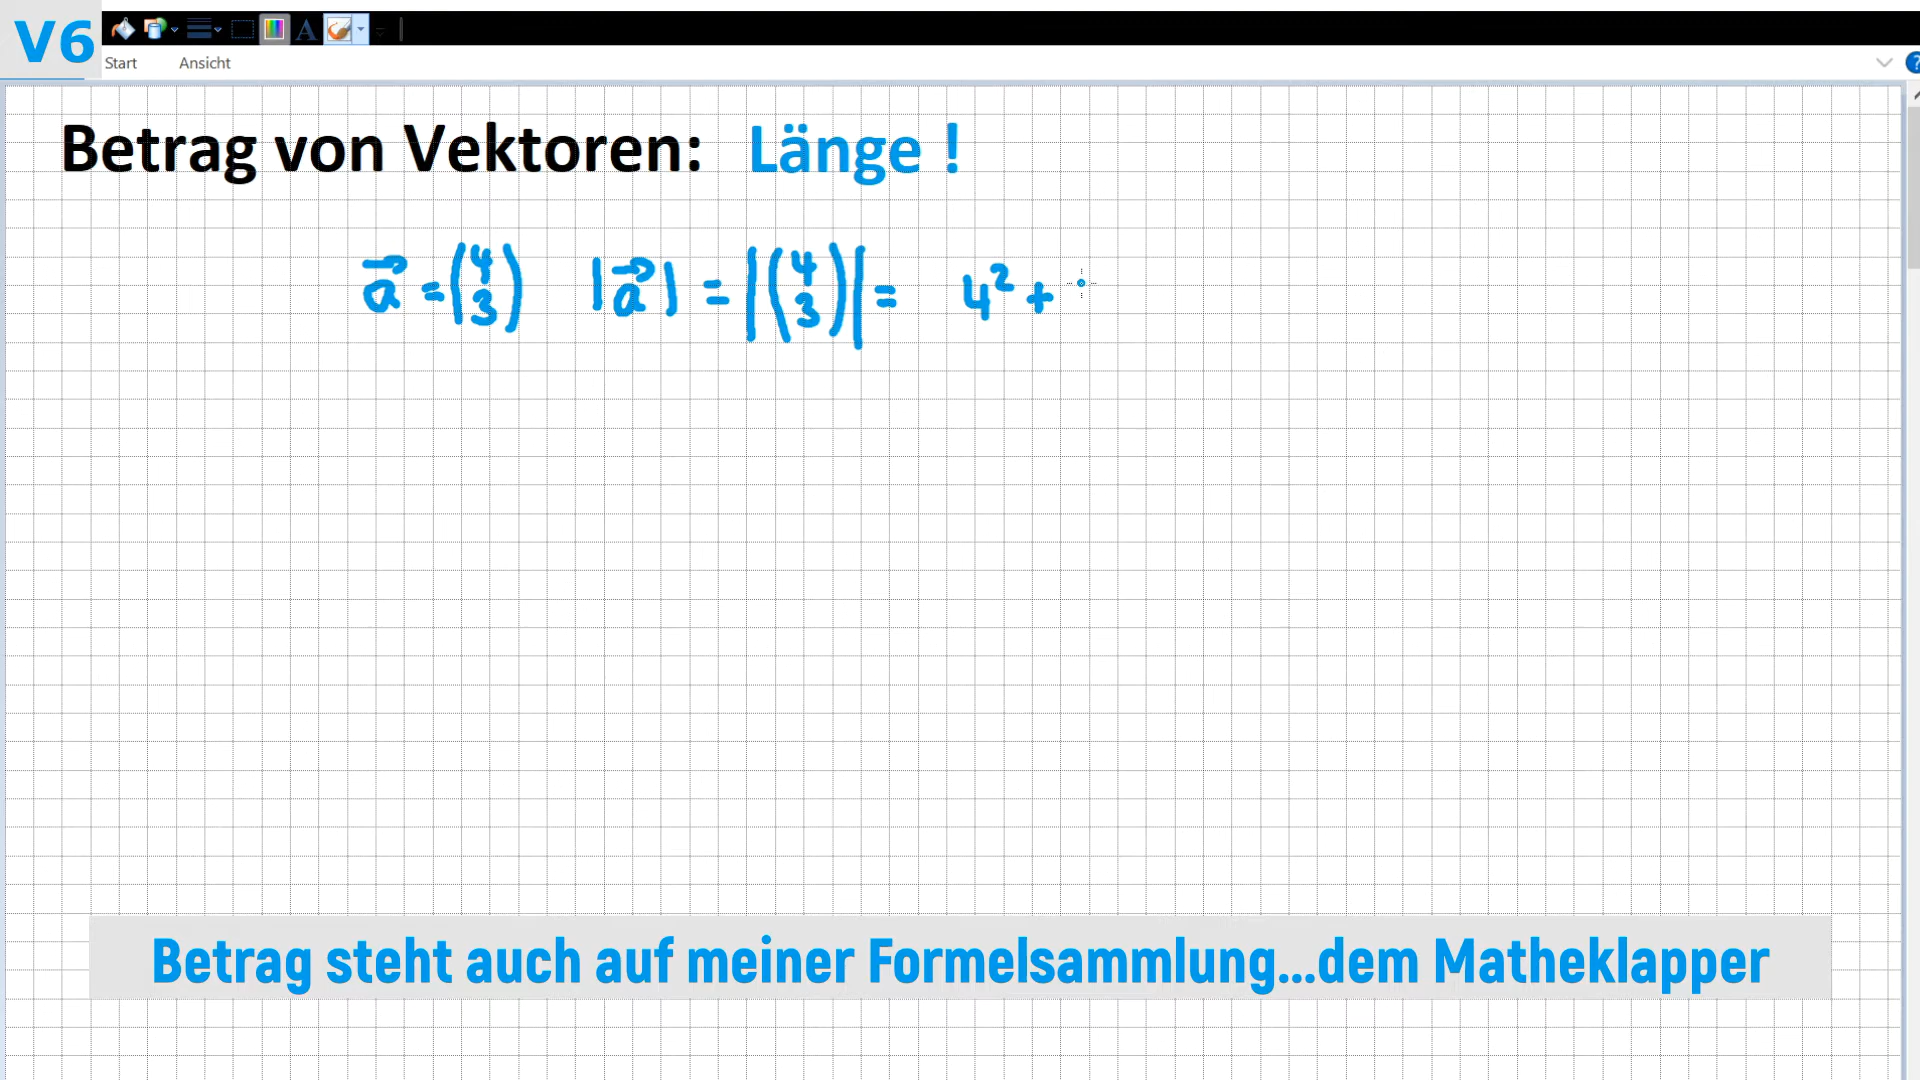 V6
A
Start Ansicht
?
Betrag von Vektoren: Länge !
a⃗ = (4 3) |a⃗| = |(4 3)| = 4² +
Betrag steht auch auf meiner Formelsammlung...dem Matheklapper